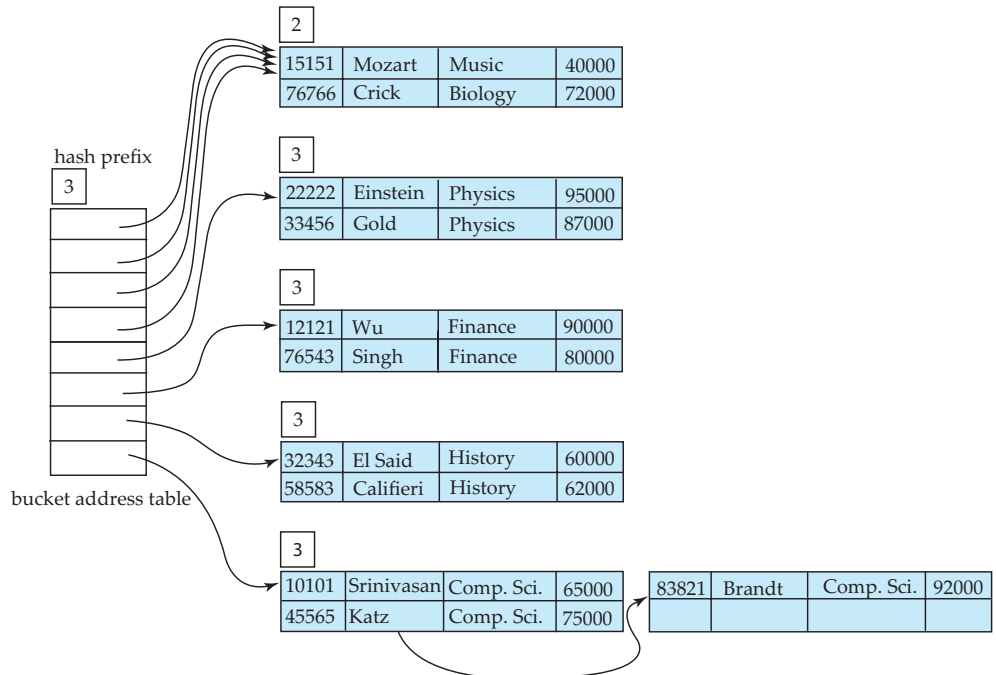 2
15151 Mozart Music 40000
76766 Crick Biology 72000
hash prefix
3
3
22222 Einstein Physics 95000
33456 Gold Physics 87000
3
12121 Wu Finance 90000
76543 Singh Finance 80000
3
32343 El Said History 60000
58583 Califieri History 62000
bucket address table
3
10101 Srinivasan Comp. Sci. 65000
45565 Katz Comp. Sci. 75000
83821 Brandt Comp. Sci. 92000